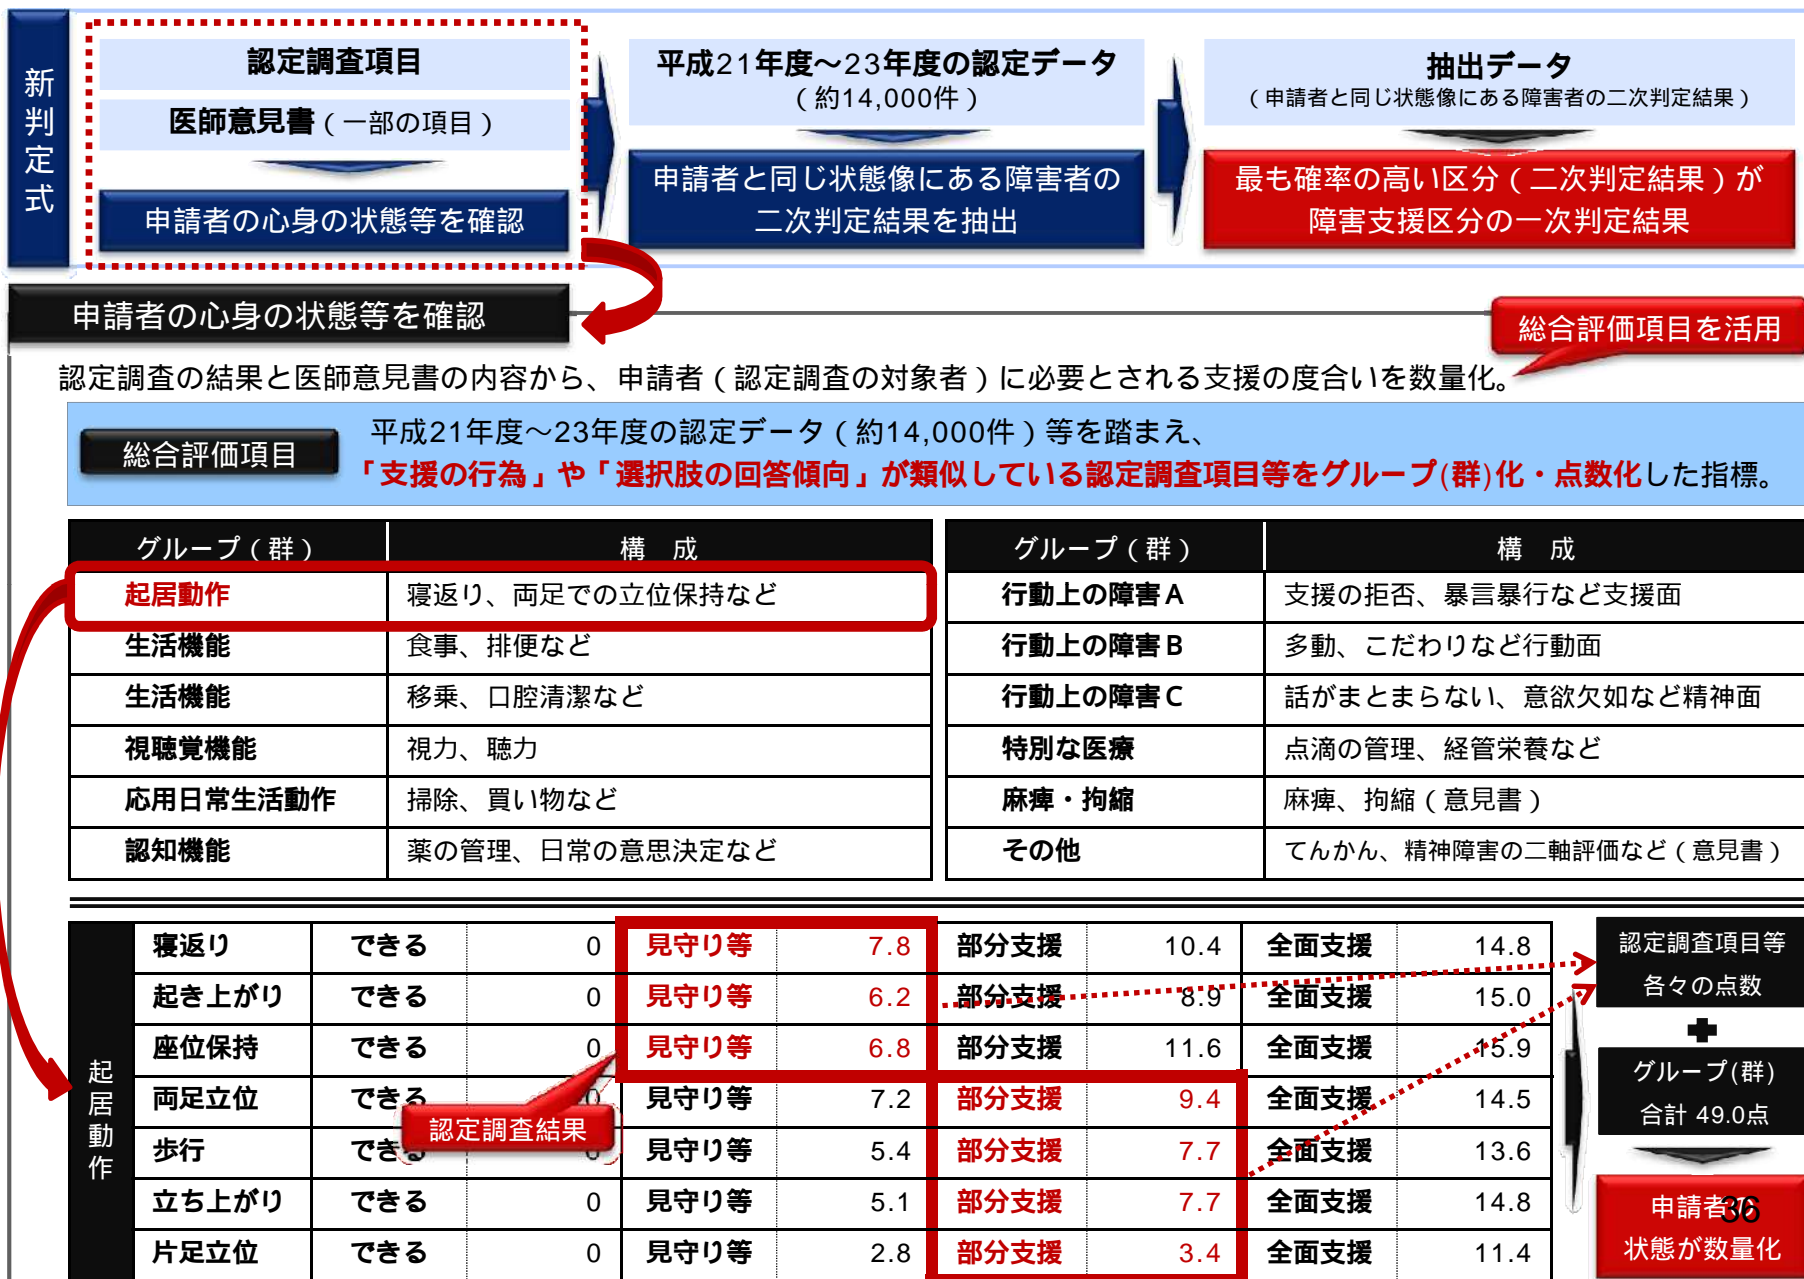 新判定式
認定調査項目
医師意見書（一部の項目）
申請者の心身の状態等を確認
平成21年度～23年度の認定データ
（約14,000件）
申請者と同じ状態像にある障害者の
二次判定結果を抽出
抽出データ
（申請者と同じ状態像にある障害者の二次判定結果）
最も確率の高い区分（二次判定結果）が
障害支援区分の一次判定結果
申請者の心身の状態等を確認
総合評価項目を活用
認定調査の結果と医師意見書の内容から、申請者（認定調査の対象者）に必要とされる支援の度合いを数量化。
総合評価項目
平成21年度～23年度の認定データ（約14,000件）等を踏まえ、
「支援の行為」や「選択肢の回答傾向」が類似している認定調査項目等をグループ(群)化・点数化した指標。
グループ（群） 構　成
起居動作 寝返り、両足での立位保持など
生活機能 食事、排便など
生活機能 移乗、口腔清潔など
視聴覚機能 視力、聴力
応用日常生活動作 掃除、買い物など
認知機能 薬の管理、日常の意思決定など
グループ（群） 構　成
行動上の障害Ａ 支援の拒否、暴言暴行など支援面
行動上の障害Ｂ 多動、こだわりなど行動面
行動上の障害Ｃ 話がまとまらない、意欲欠如など精神面
特別な医療 点滴の管理、経管栄養など
麻痺・拘縮 麻痺、拘縮（意見書）
その他 てんかん、精神障害の二軸評価など（意見書）
起居動作
寝返り できる 0 見守り等 7.8 部分支援 10.4 全面支援 14.8
起き上がり できる 0 見守り等 6.2 部分支援 8.9 全面支援 15.0
座位保持 できる 0 見守り等 6.8 部分支援 11.6 全面支援 15.9
両足立位 できる 0 見守り等 7.2 部分支援 9.4 全面支援 14.5
歩行 できる 0 見守り等 5.4 部分支援 7.7 全面支援 13.6
立ち上がり できる 0 見守り等 5.1 部分支援 7.7 全面支援 14.8
片足立位 できる 0 見守り等 2.8 部分支援 3.4 全面支援 11.4
認定調査結果
認定調査項目等
各々の点数
グループ(群)
合計 49.0点
申請者の
状態が数量化
36